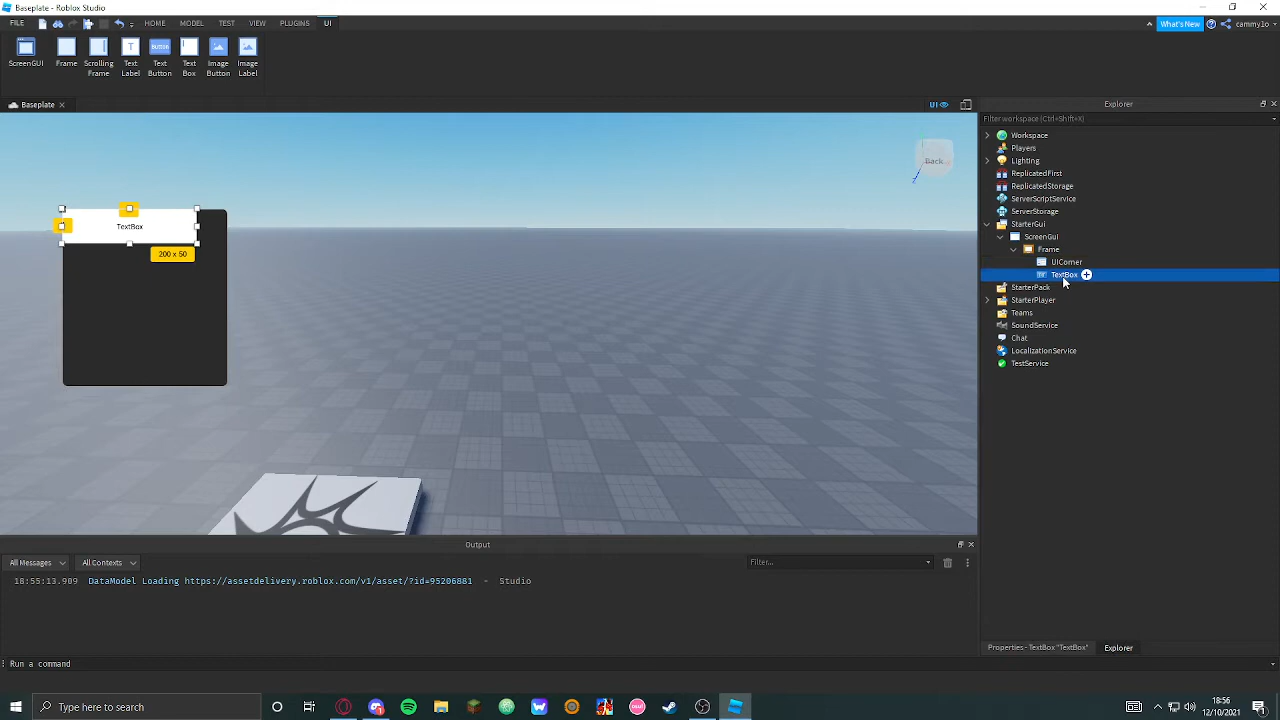 Baseplate - Roblox Studio
FILE HOME MODEL TEST VIEW PLUGINS UI What's New cammy1o
ScreenGUI Frame Scrolling Frame Text Label Text Button Text Box Image Button Image Label
Button
Baseplate UI Explorer
Filter workspace (Ctrl+Shift+X)
Workspace
Players
Lighting
ReplicatedFirst
ReplicatedStorage
ServerScriptService
ServerStorage
StarterGui
ScreenGui
Frame
UICorner
TextBox
StarterPack
StarterPlayer
Teams
SoundService
Chat
LocalizationService
TestService
Back
TextBox
200 x 50
Output
All Messages All Contexts Filter...
18:55:13.909 DataModel Loading https://assetdelivery.roblox.com/v1/asset/?id=95206881 - Studio
Properties - TextBox "TextBox" Explorer
Run a command
Type here to search
18:56
12/10/2021